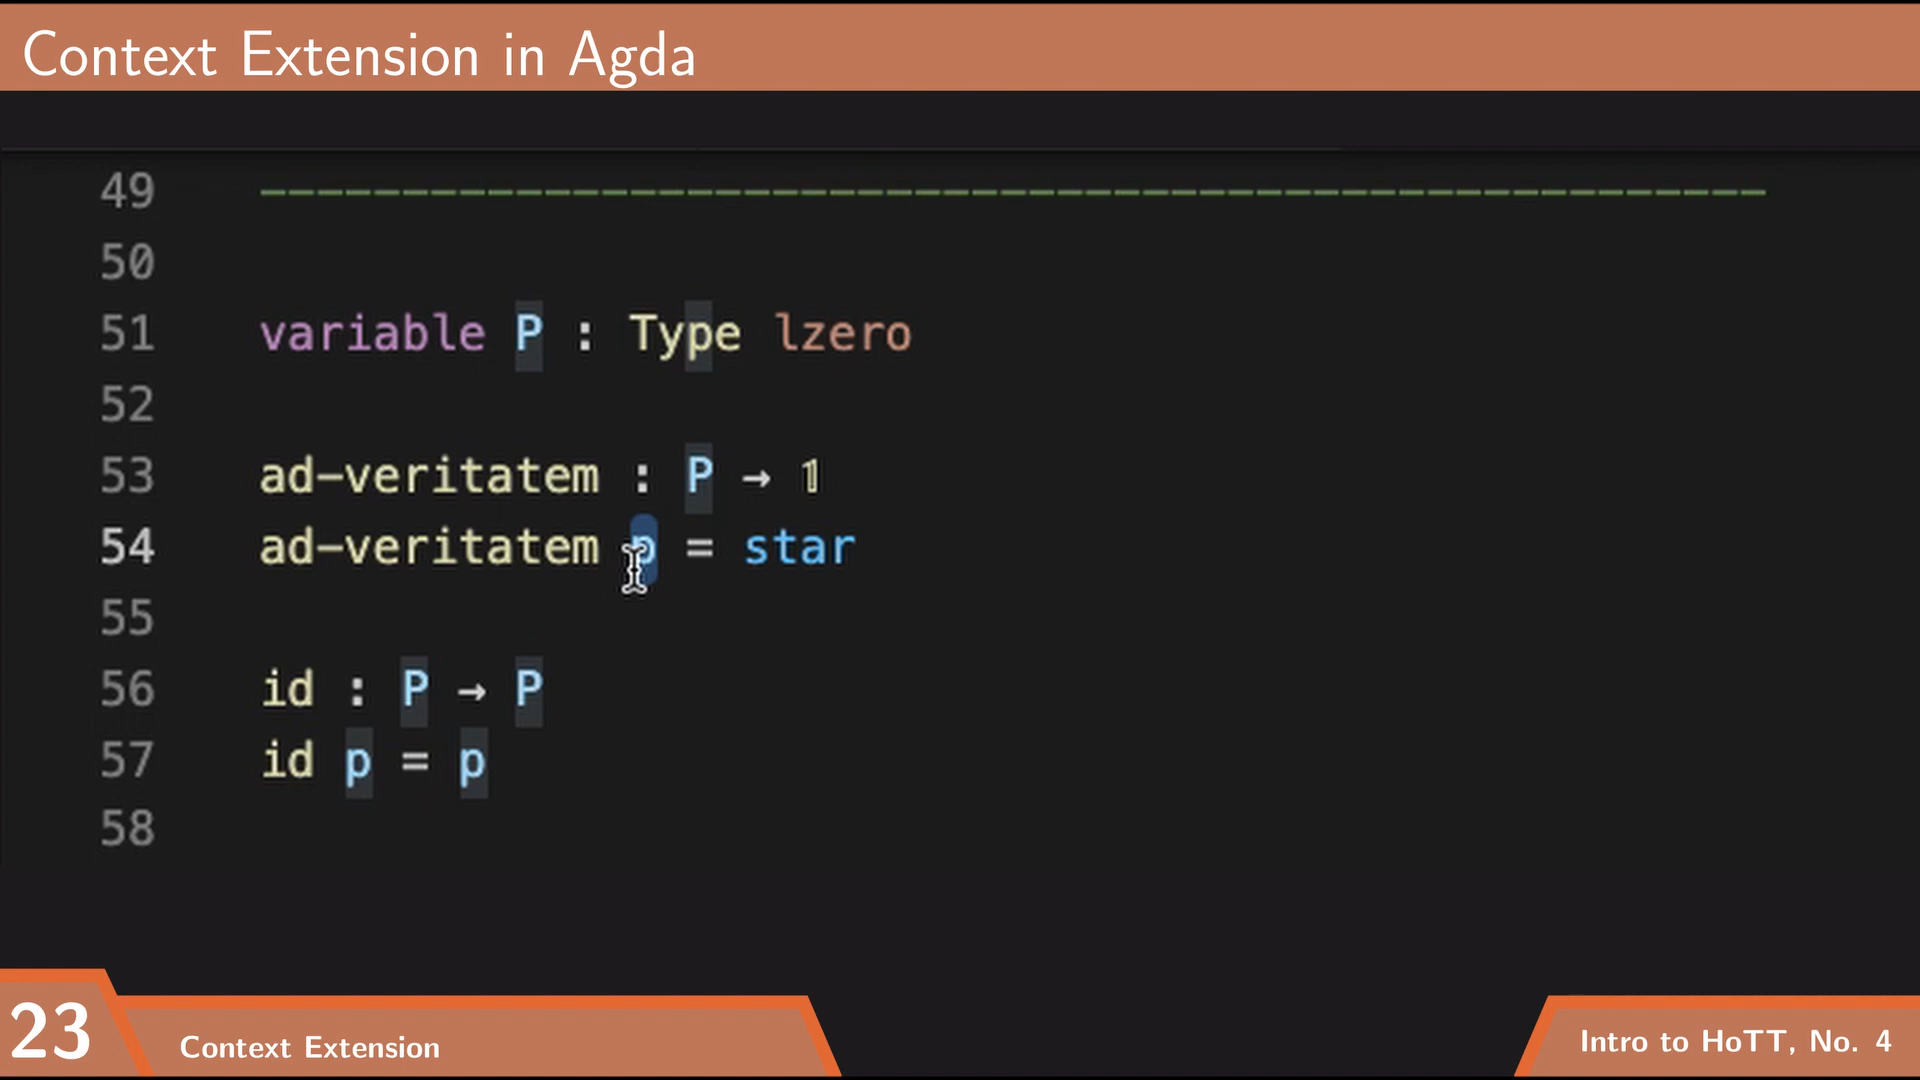 Context Extension in Agda
49 -----------------------------------------------------
50
51 variable P : Type lzero
52
53 ad-veritatem : P → 𝟙
54 ad-veritatem p = star
55
56 id : P → P
57 id p = p
58
23 Context Extension
Intro to HoTT, No. 4